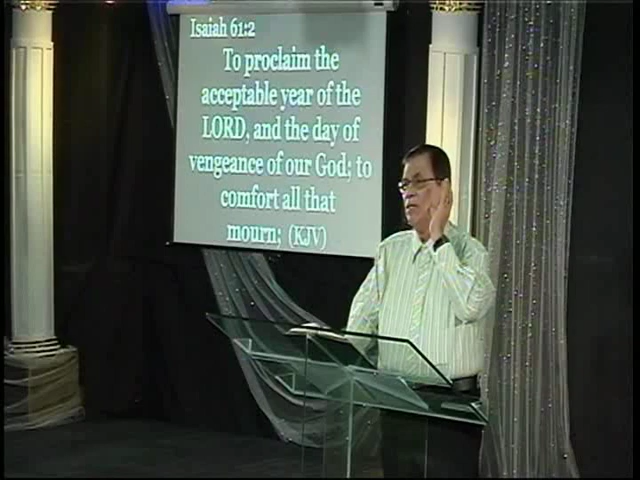 Isaiah 61:2
To proclaim the
acceptable year of the
LORD, and the day of
vengeance of our God; to
comfort all that
mourn; (KJV)